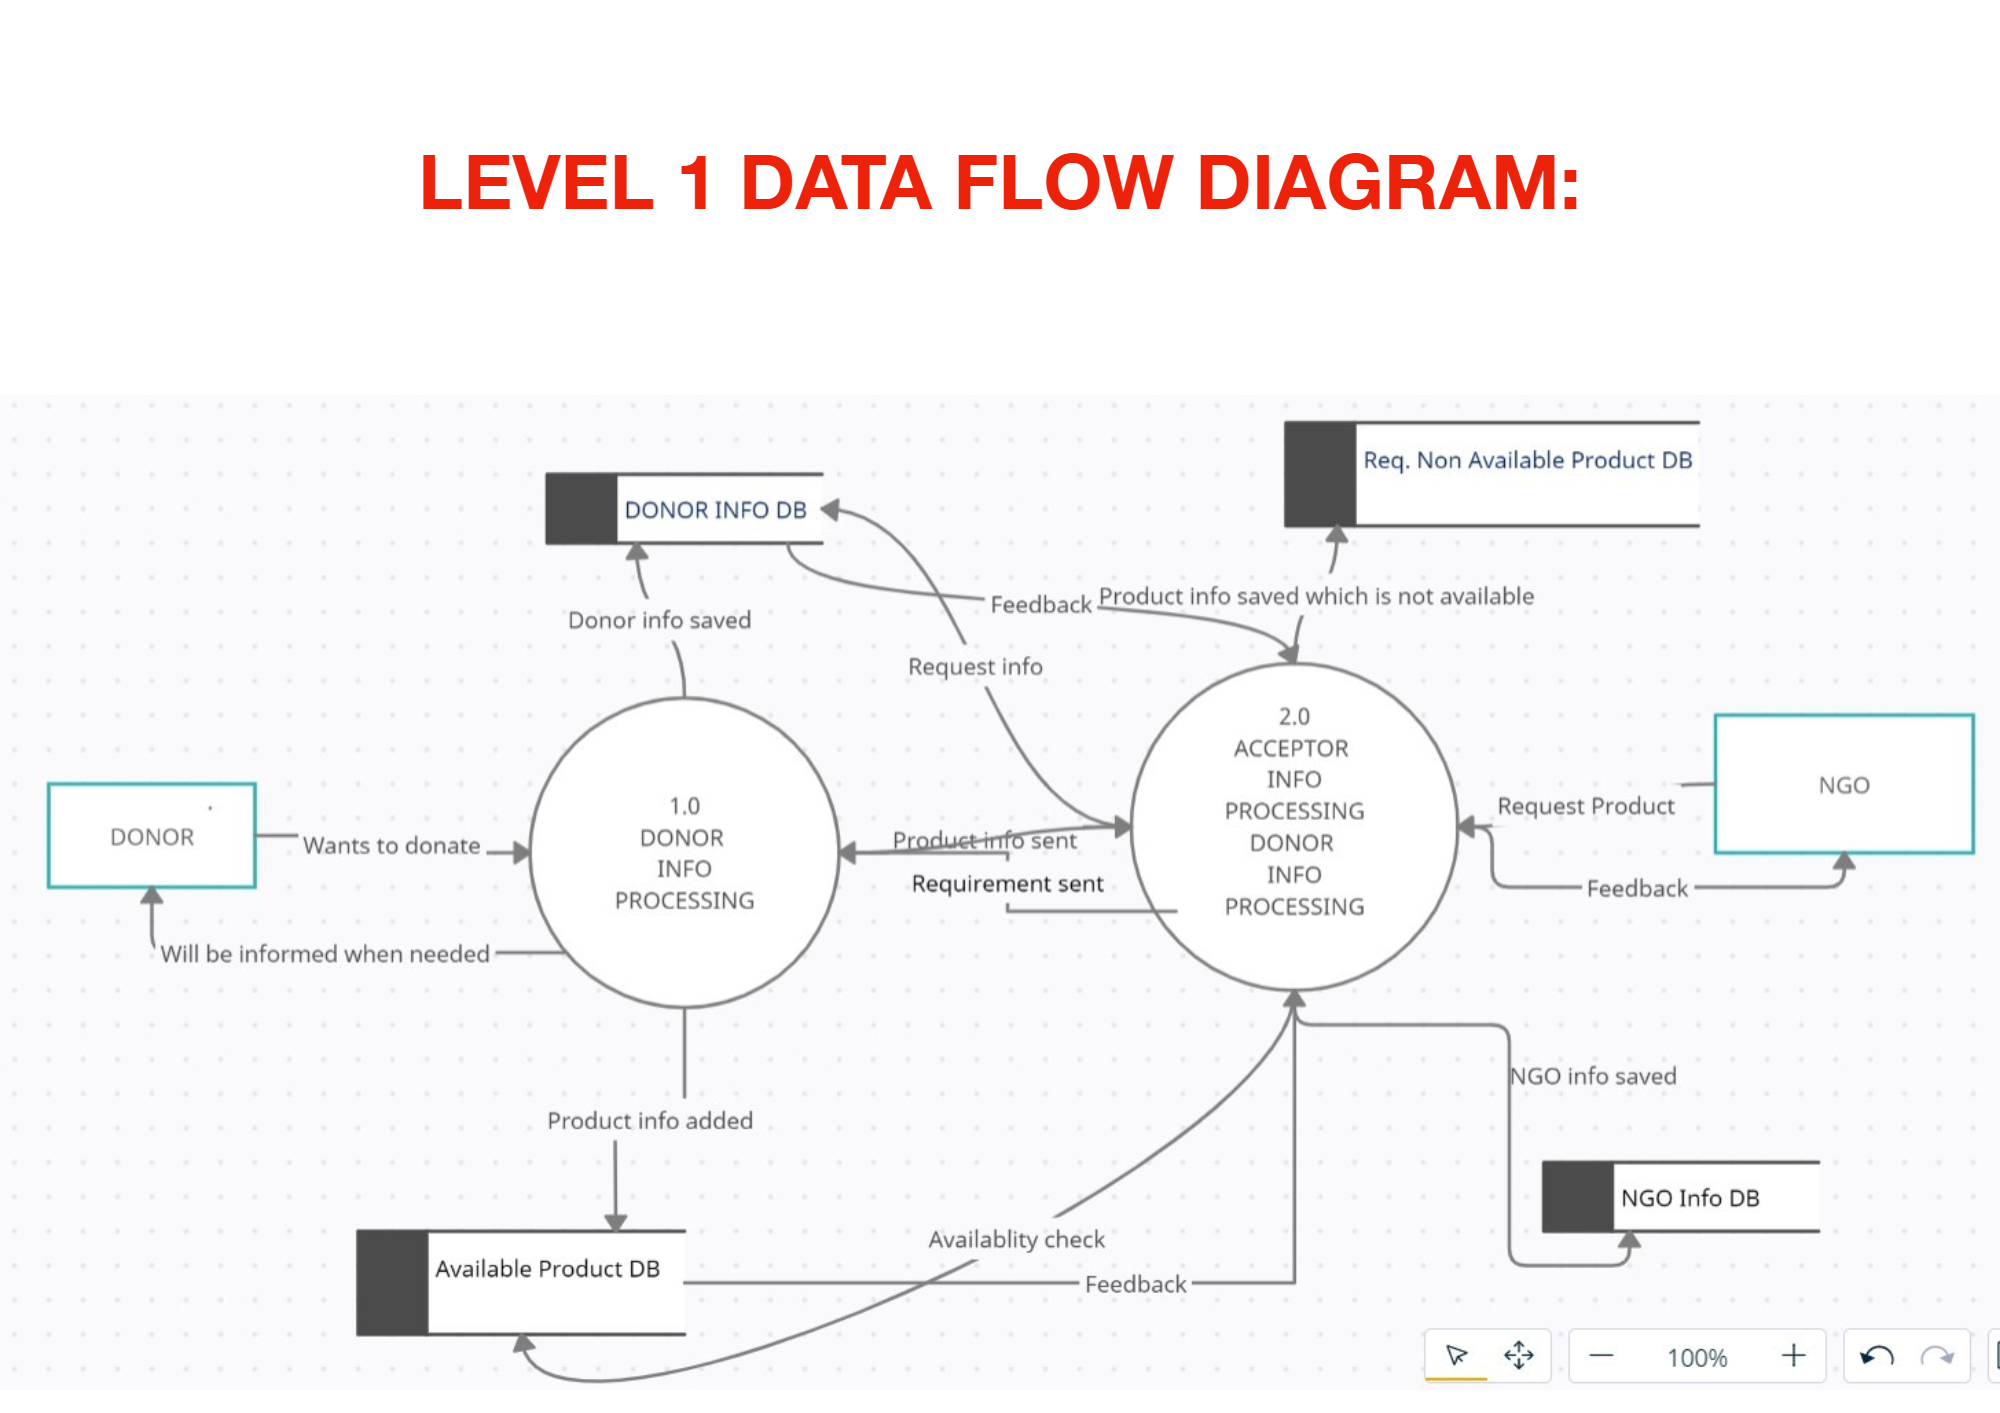 LEVEL 1 DATA FLOW DIAGRAM:
Req. Non Available Product DB
DONOR INFO DB
Product info saved which is not available
Feedback
Donor info saved
Request info
2.0
ACCEPTOR
INFO
PROCESSING
DONOR
INFO
PROCESSING
NGO
Request Product
1.0
DONOR
INFO
PROCESSING
DONOR
Wants to donate
Product info sent
Requirement sent
Feedback
Will be informed when needed
NGO info saved
Product info added
NGO Info DB
Availablity check
Available Product DB
Feedback
100%